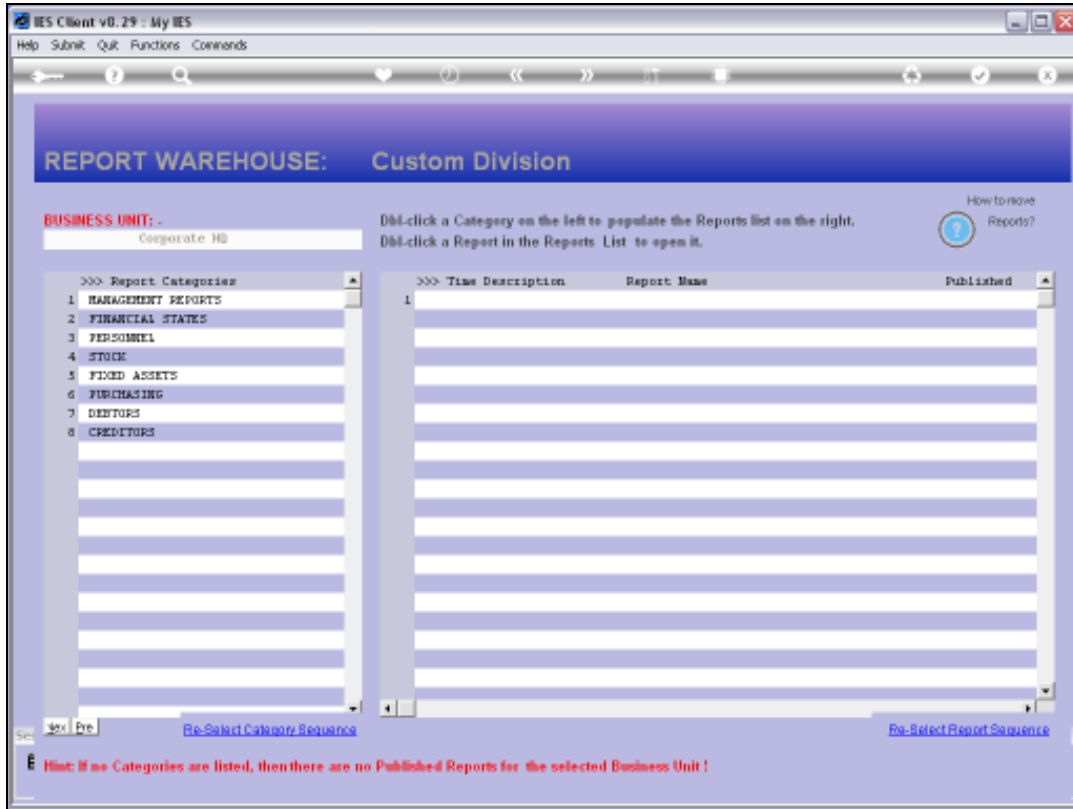 IES Client v8.29 : My IES
Help Submit Quit Functions Commands
REPORT WAREHOUSE: Custom Division
How to move
Reports?
BUSINESS UNIT: -
Corporate HQ
Dbl-click a Category on the left to populate the Reports list on the right.
Dbl-click a Report in the Reports List to open it.
>>> Report Categories
1 MANAGEMENT REPORTS
2 FINANCIAL STATES
3 PERSONNEL
4 STOCK
5 FIXED ASSETS
6 PURCHASING
7 DEBTORS
8 CREDITORS
>>> Time Description Report Name Published
1
Nex Pre
Re-Select Category Sequence
Re-Select Report Sequence
Hint: If no Categories are listed, then there are no Published Reports for the selected Business Unit !